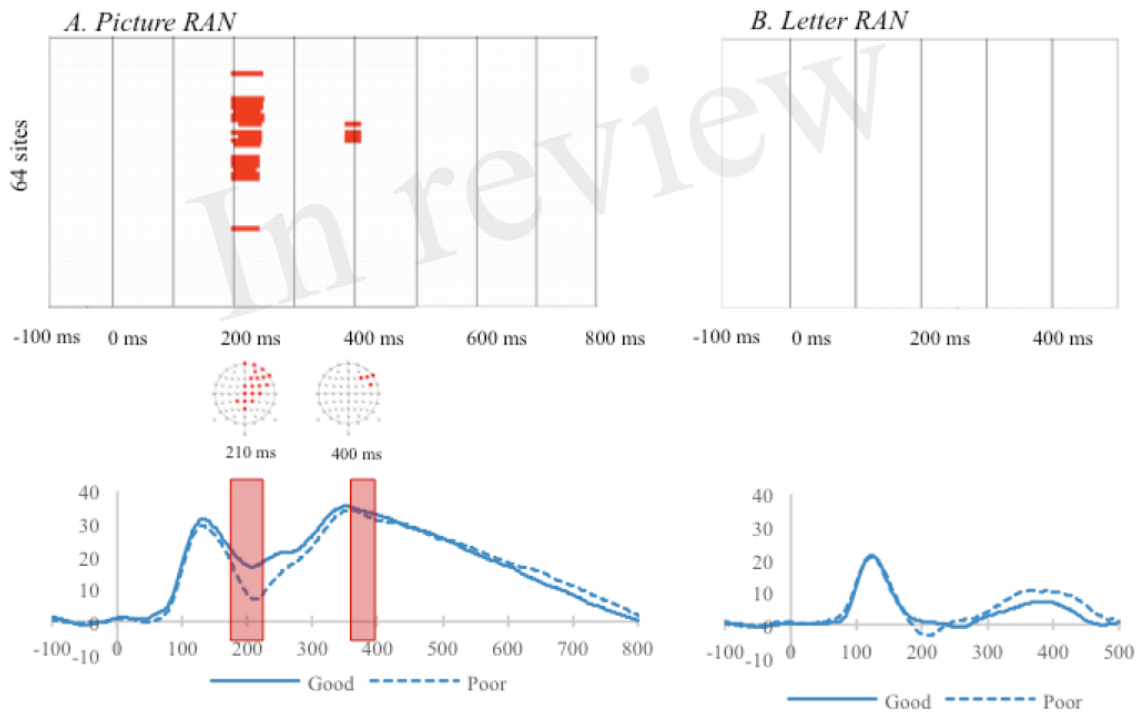 A. Picture RAN
B. Letter RAN
In review
64 sites
-100 ms 0 ms 200 ms 400 ms 600 ms 800 ms
-100 ms 0 ms 200 ms 400 ms
210 ms 400 ms
40
30
20
10
0
-10
-100 0 100 200 300 400 500 600 700 800
Good Poor
40
30
20
10
0
-10
-100 0 100 200 300 400 500
Good Poor